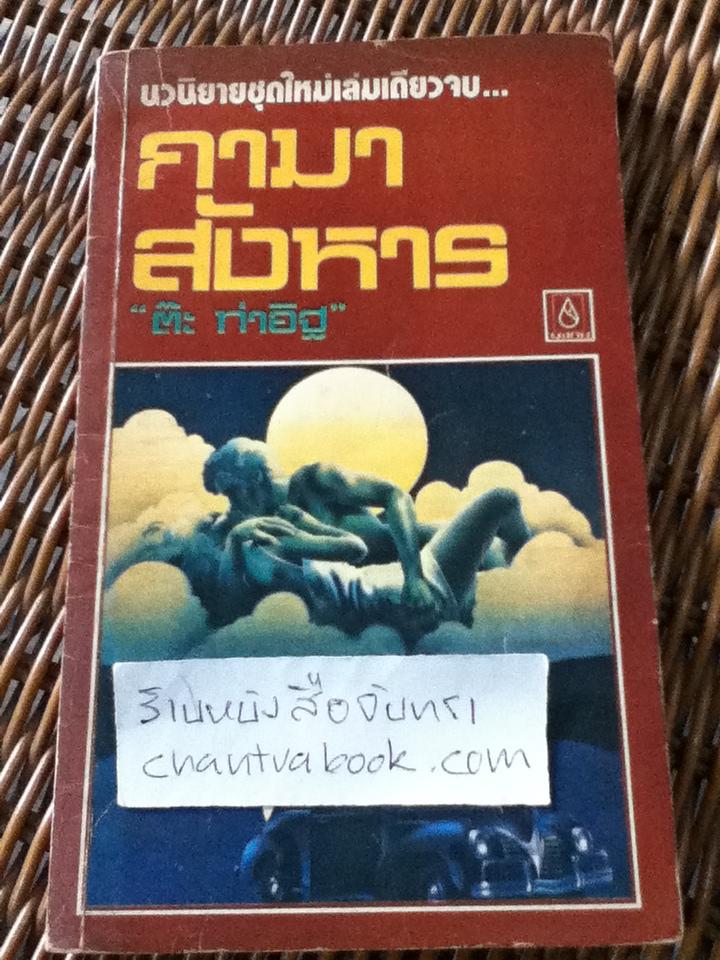 นวนิยายชุดใหม่เล่มเดียวจบ...
คามา
สังหาร
"ต๊ะ ท่าอิฐ"
ร้านหนังสือจันทรา
chantrabook.com